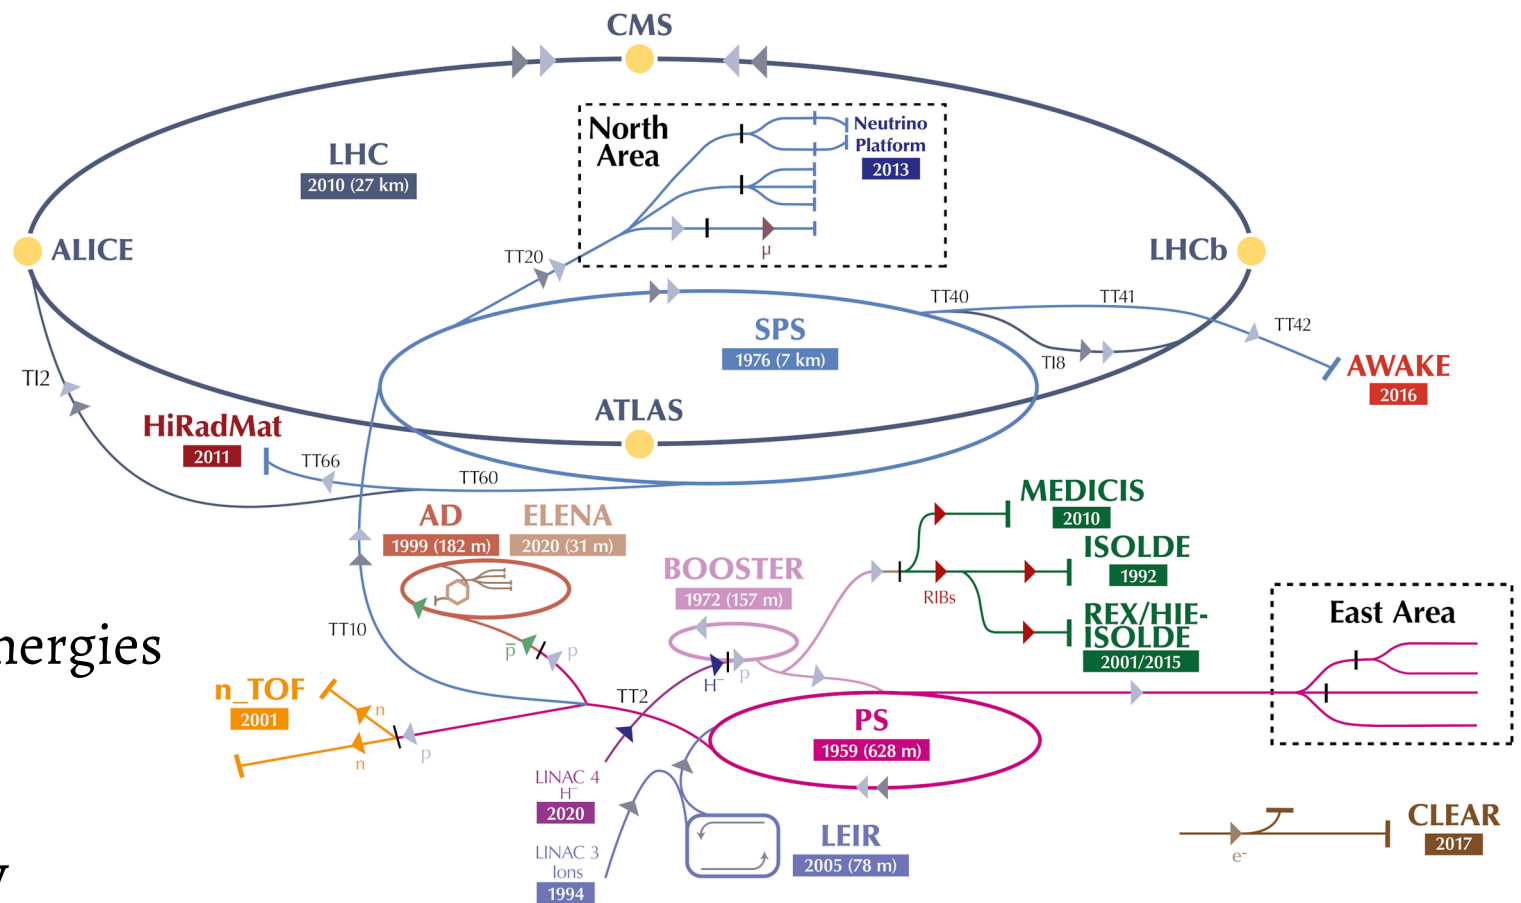 CMS
North
Area
Neutrino
Platform
2013
LHC
2010 (27 km)
μ
ALICE
LHCb
TT20
TT40
TT41
TT42
SPS
1976 (7 km)
TI8
AWAKE
2016
TI2
ATLAS
HiRadMat
2011
TT66
TT60
MEDICIS
2010
AD
1999 (182 m)
ELENA
2020 (31 m)
ISOLDE
1992
BOOSTER
1972 (157 m)
RIBs
REX/HIE-
ISOLDE
2001/2015
East Area
nergies
TT10
p̅
p
H⁻
p
n_TOF
2001
n
n
p
TT2
PS
1959 (628 m)
LINAC 4
H⁻
2020
LINAC 3
Ions
1994
LEIR
2005 (78 m)
CLEAR
2017
e-